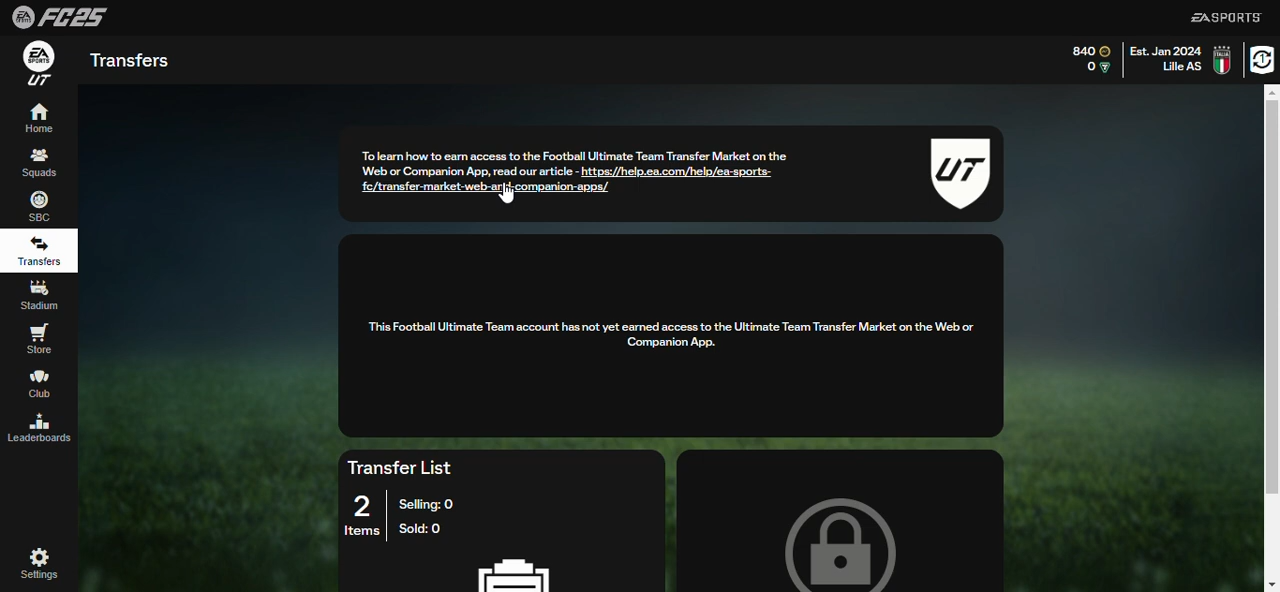 FC25
EA SPORTS
EA SPORTS
UT
Transfers
840
0
Est. Jan 2024
Lille AS
Home
Squads
SBC
Transfers
Stadium
Store
Club
Leaderboards
Settings
To learn how to earn access to the Football Ultimate Team Transfer Market on the
Web or Companion App, read our article - https://help.ea.com/help/ea-sports-
fc/transfer-market-web-and-companion-apps/
UT
This Football Ultimate Team account has not yet earned access to the Ultimate Team Transfer Market on the Web or
Companion App.
Transfer List
2
Items
Selling: 0
Sold: 0